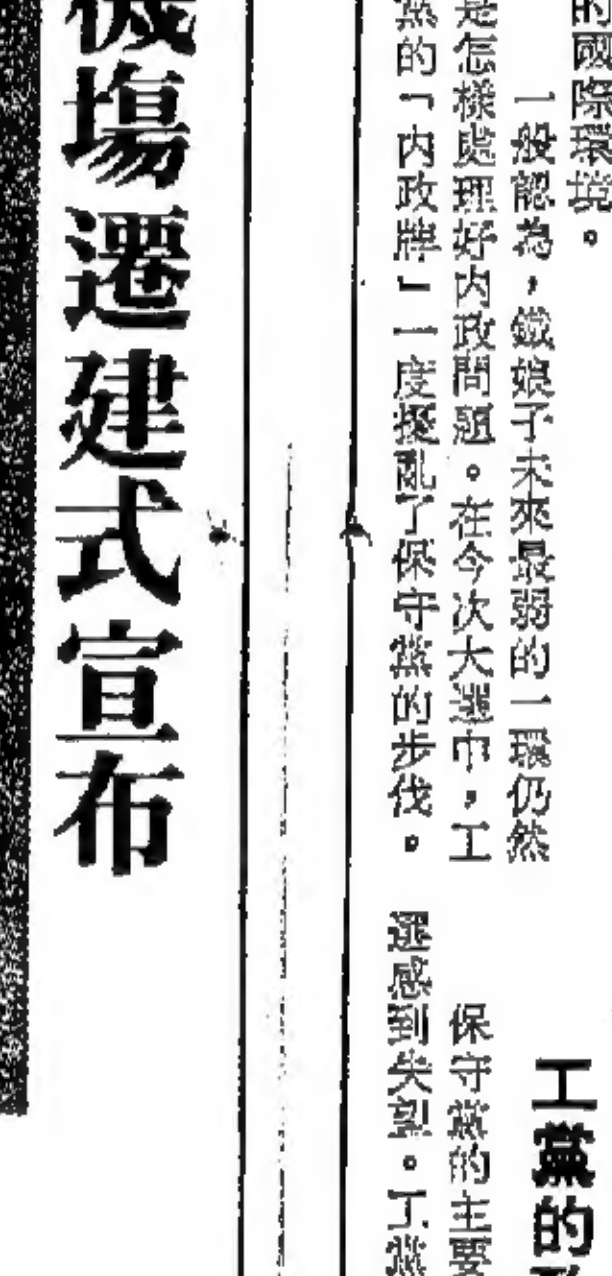 的國際環境。
一般認為，鐵娘子未來最弱的一環仍然
是怎樣處理好內政問題。在今次大選中，工
黨的「內政牌」一度擾亂了保守黨的步伐。
工黨的
保守黨的主要
選感到失望。工黨
機場遷建式宣布